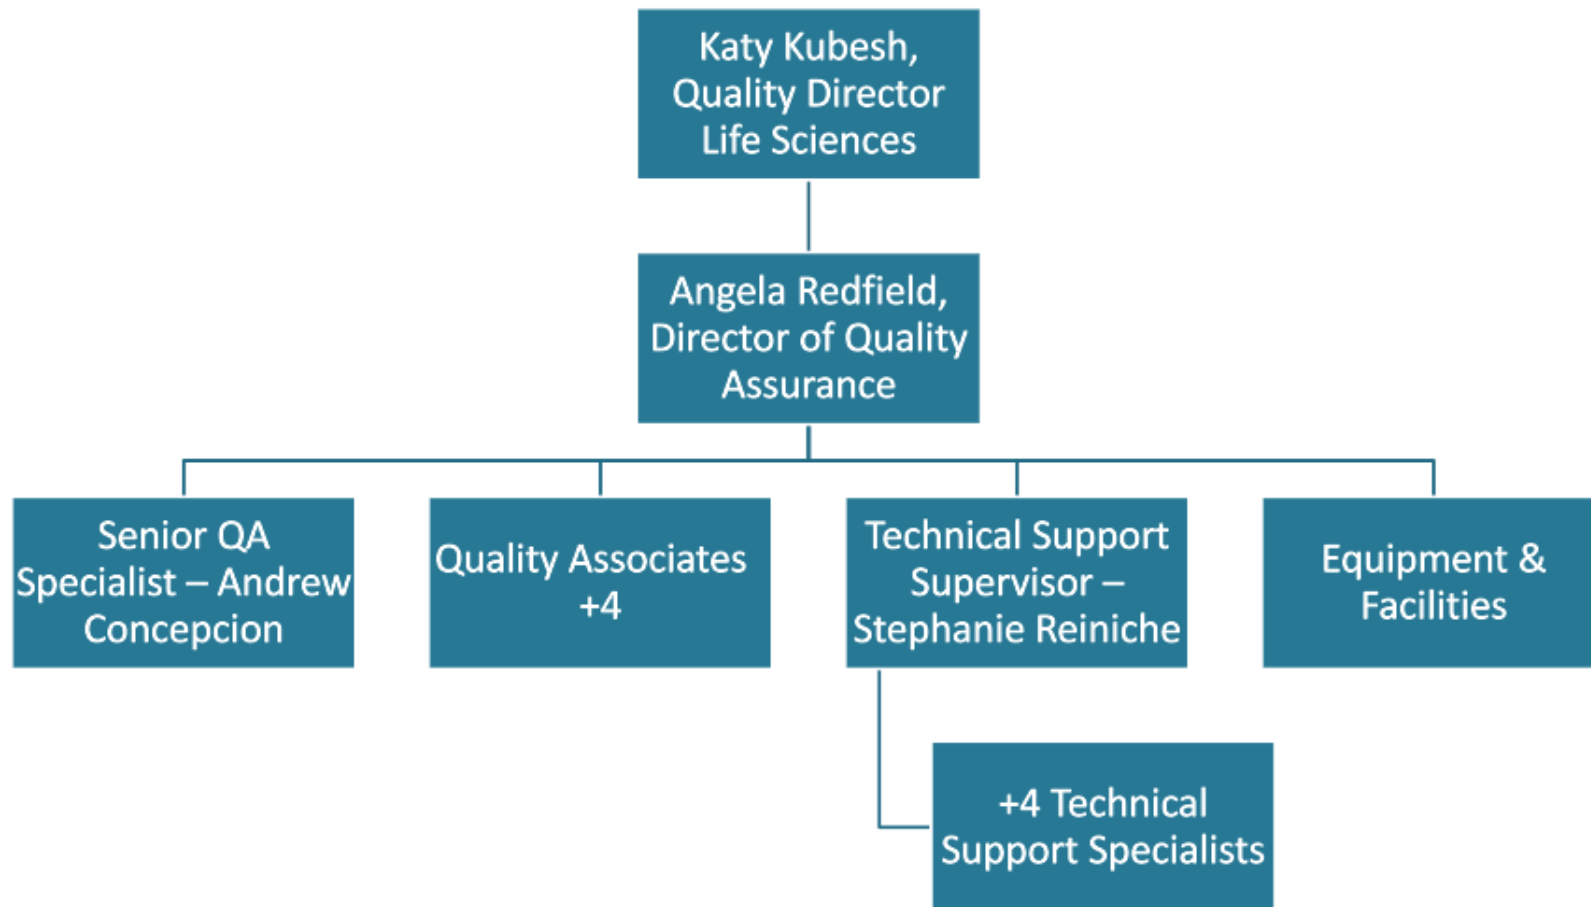 Katy Kubesh,
Quality Director
Life Sciences
Angela Redfield,
Director of Quality
Assurance
Senior QA
Specialist – Andrew
Concepcion
Quality Associates
+4
Technical Support
Supervisor –
Stephanie Reiniche
Equipment &
Facilities
+4 Technical
Support Specialists